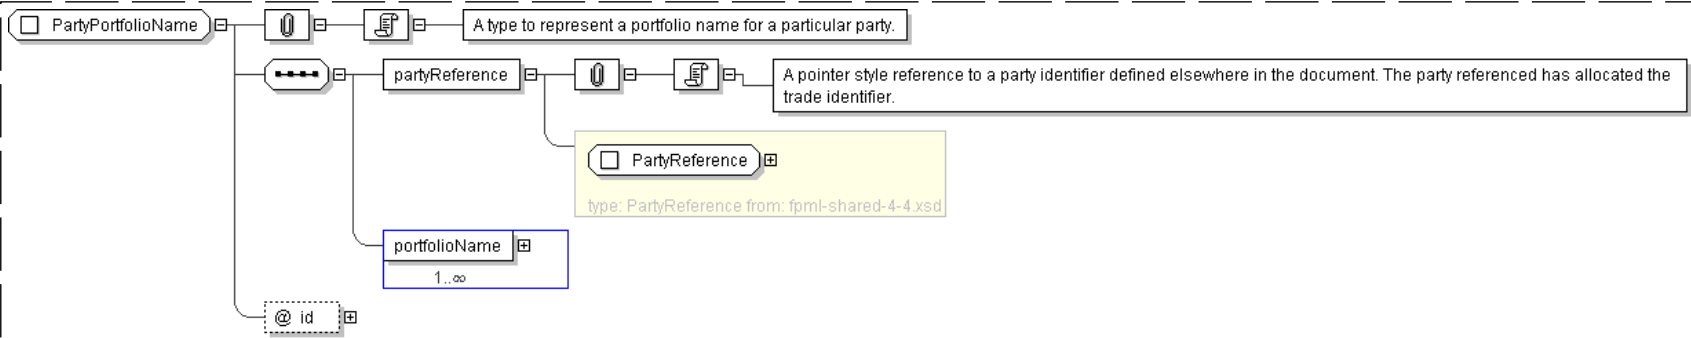 PartyPortfolioName
A type to represent a portfolio name for a particular party.
partyReference
A pointer style reference to a party identifier defined elsewhere in the document. The party referenced has allocated the
trade identifier.
PartyReference
type: PartyReference from: fpml-shared-4-4.xsd
portfolioName
1..∞
@ id